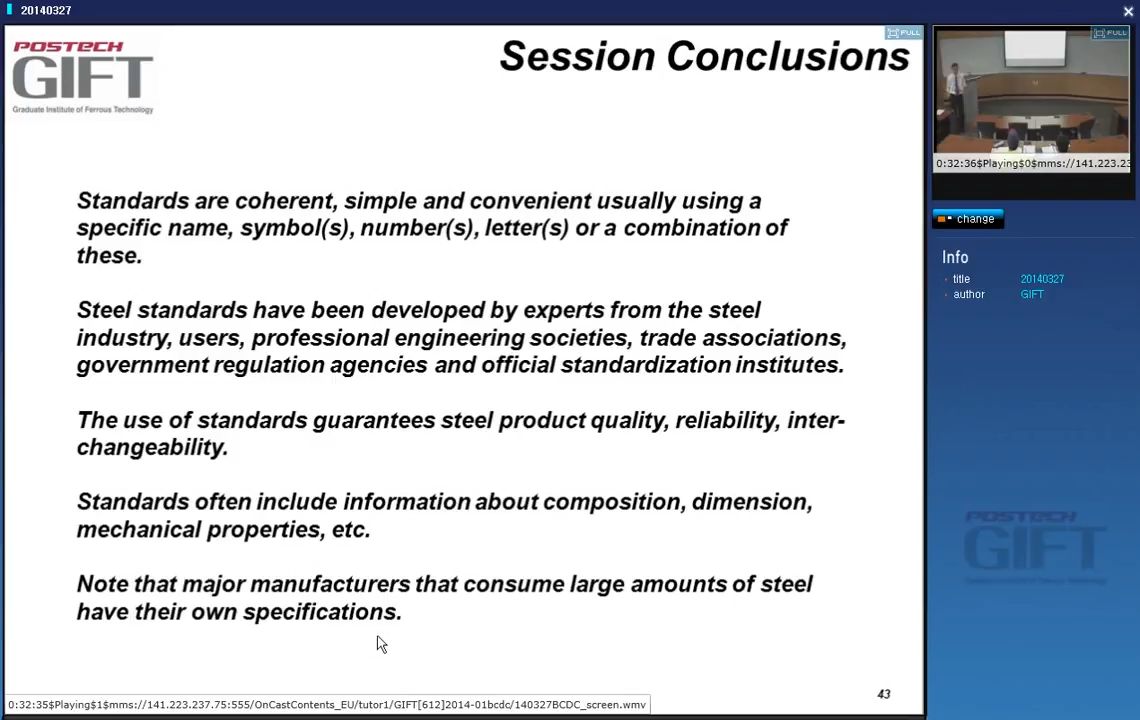 20140327
POSTECH
GIFT
Graduate Institute of Ferrous Technology
Session Conclusions
FULL
Standards are coherent, simple and convenient usually using a
specific name, symbol(s), number(s), letter(s) or a combination of
these.
Steel standards have been developed by experts from the steel
industry, users, professional engineering societies, trade associations,
government regulation agencies and official standardization institutes.
The use of standards guarantees steel product quality, reliability, inter-
changeability.
Standards often include information about composition, dimension,
mechanical properties, etc.
Note that major manufacturers that consume large amounts of steel
have their own specifications.
43
0:32:35$Playing$1$mms://141.223.237.75:555/OnCastContents_EU/tutor1/GIFT[612]2014-01bcdc/140327BCDC_screen.wmv
FULL
0:32:36$Playing$0$mms://141.223.23
change
Info
title 20140327
author GIFT
POSTECH
GIFT